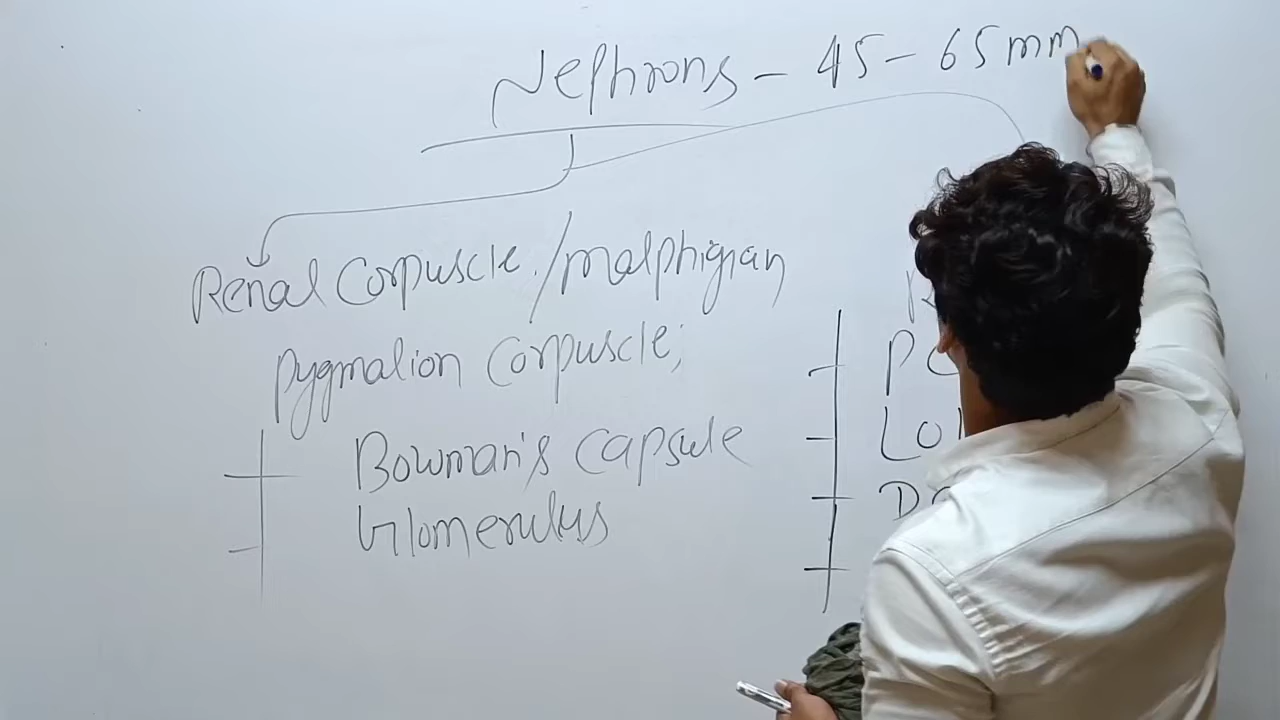 Nephrons - 45 - 65mm
Renal Corpuscle. / malphigian
pygmalion Corpuscle;
Bowman's capsule
Glomerulus